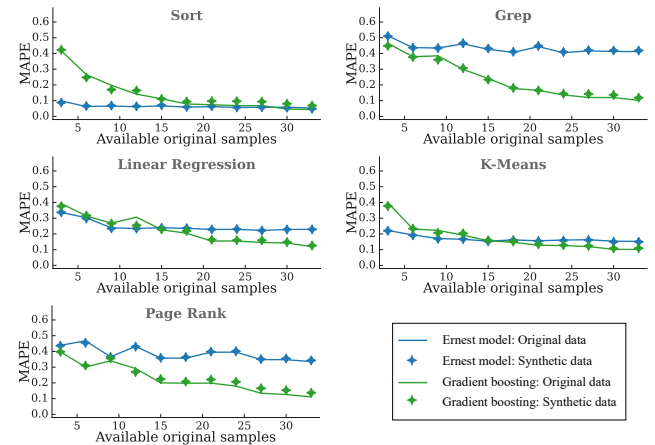 Sort
MAPE
0.6
0.5
0.4
0.3
0.2
0.1
0.0
5 10 15 20 25 30
Available original samples
Grep
MAPE
0.6
0.5
0.4
0.3
0.2
0.1
0.0
5 10 15 20 25 30
Available original samples
Linear Regression
MAPE
0.6
0.5
0.4
0.3
0.2
0.1
0.0
5 10 15 20 25 30
Available original samples
K-Means
MAPE
0.6
0.5
0.4
0.3
0.2
0.1
0.0
5 10 15 20 25 30
Available original samples
Page Rank
MAPE
0.6
0.5
0.4
0.3
0.2
0.1
0.0
5 10 15 20 25 30
Available original samples
Ernest model: Original data
Ernest model: Synthetic data
Gradient boosting: Original data
Gradient boosting: Synthetic data